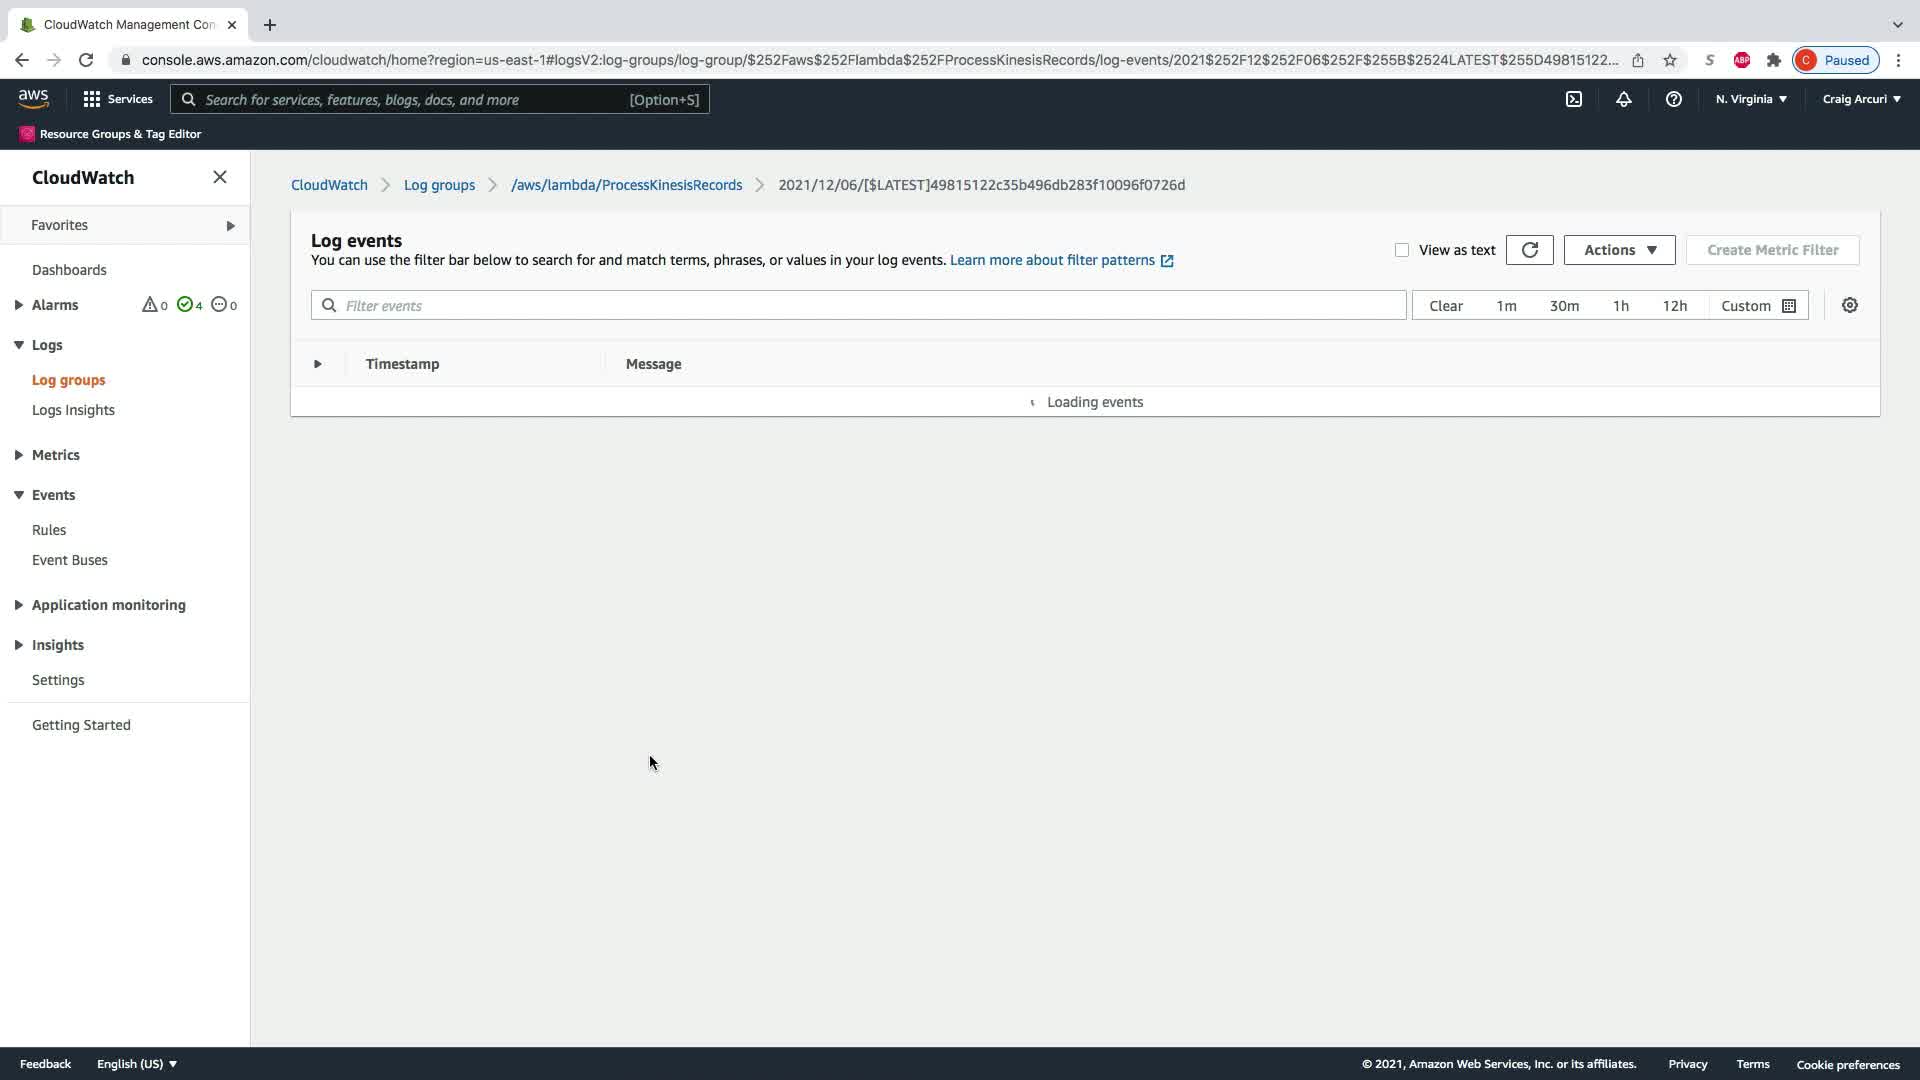 CloudWatch Management Con
console.aws.amazon.com/cloudwatch/home?region=us-east-1#logsV2:log-groups/log-group/$252Faws$252Flambda$252FProcessKinesisRecords/log-events/2021$252F12$252F06$252F$255B$2524LATEST$255D49815122...
S
ABP
C Paused
aws
Services
Search for services, features, blogs, docs, and more [Option+S]
N. Virginia
Craig Arcuri
Resource Groups & Tag Editor
CloudWatch
Favorites
Dashboards
Alarms 0 4 0
Logs
Log groups
Logs Insights
Metrics
Events
Rules
Event Buses
Application monitoring
Insights
Settings
Getting Started
CloudWatch Log groups /aws/lambda/ProcessKinesisRecords 2021/12/06/[$LATEST]49815122c35b496db283f10096f0726d
Log events
You can use the filter bar below to search for and match terms, phrases, or values in your log events. Learn more about filter patterns
View as text
Actions
Create Metric Filter
Filter events
Clear 1m 30m 1h 12h Custom
Timestamp Message
Loading events
Feedback English (US)
© 2021, Amazon Web Services, Inc. or its affiliates. Privacy Terms Cookie preferences